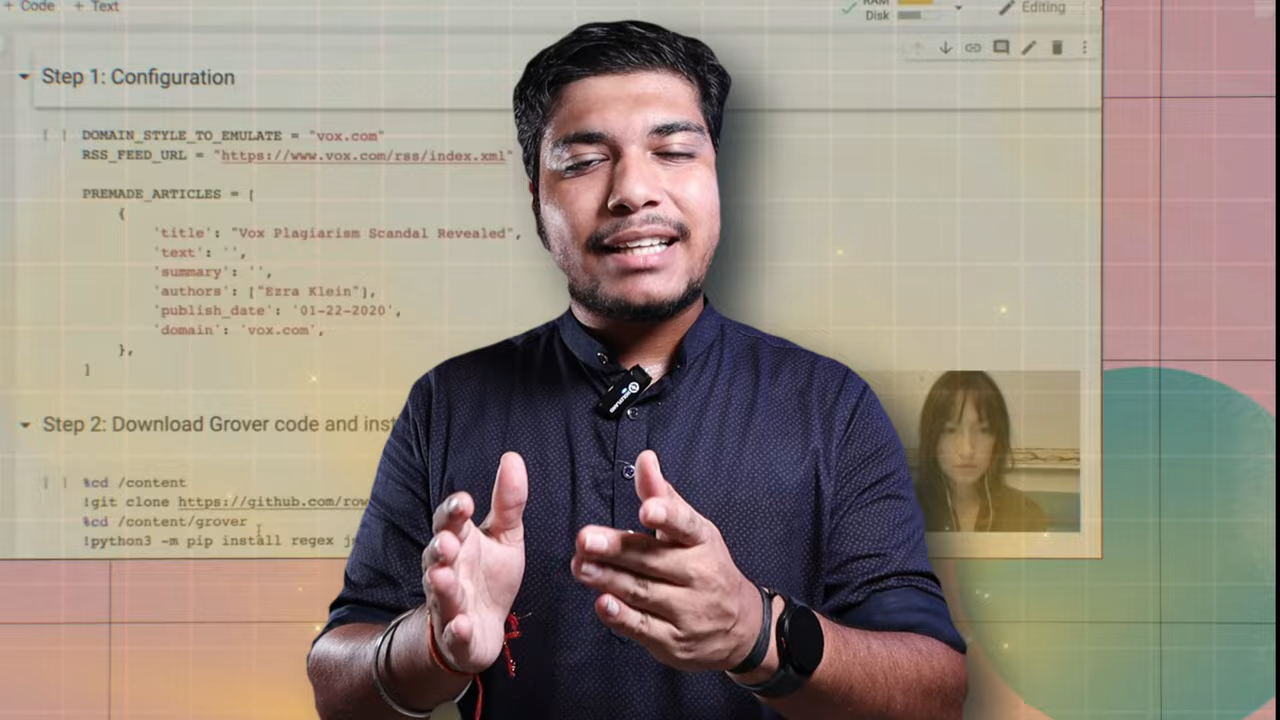 + Code + Text
RAM
Disk
Editing
Step 1: Configuration
[ ] DOMAIN_STYLE_TO_EMULATE = "vox.com"
RSS_FEED_URL = "https://www.vox.com/rss/index.xml"
PREMADE_ARTICLES = [
{
'title': "Vox Plagiarism Scandal Revealed",
'text': '',
'summary': '',
'authors': ["Ezra Klein"],
'publish_date': '01-22-2020',
'domain': 'vox.com',
},
]
Step 2: Download Grover code and inst
[ ] %cd /content
!git clone https://github.com/row
%cd /content/grover
!python3 -m pip install regex js